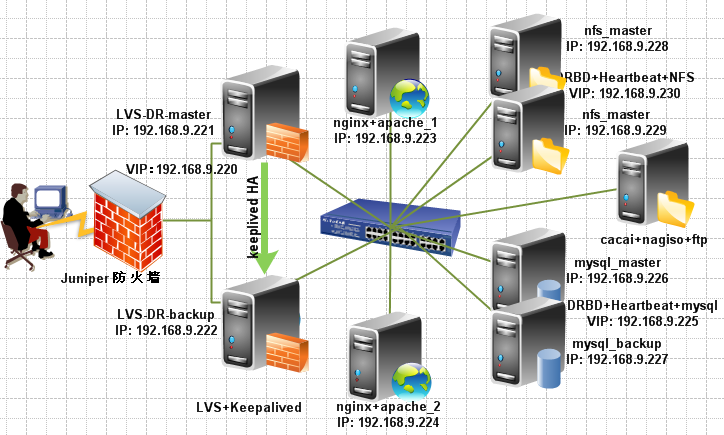 nfs_master
IP: 192.168.9.228
DRBD+Heartbeat+NFS
VIP: 192.168.9.230
nfs_master
IP: 192.168.9.229
LVS-DR-master
IP: 192.168.9.221
nginx+apache_1
IP: 192.168.9.223
VIP：192.168.9.220
keeplived HA
cacai+nagiso+ftp
Juniper 防火墙
mysql_master
IP: 192.168.9.226
LVS-DR-backup
IP: 192.168.9.222
DRBD+Heartbeat+mysql
VIP: 192.168.9.225
mysql_backup
IP: 192.168.9.227
LVS+Keepalived
nginx+apache_2
IP: 192.168.9.224